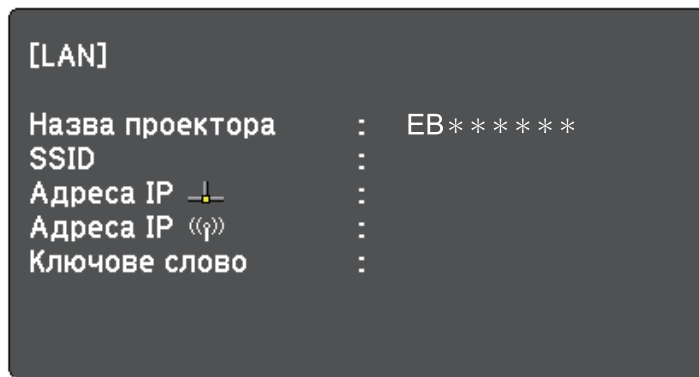 [LAN]
Назва проектора : EB******
SSID :
Адреса IP :
Адреса IP :
Ключове слово :